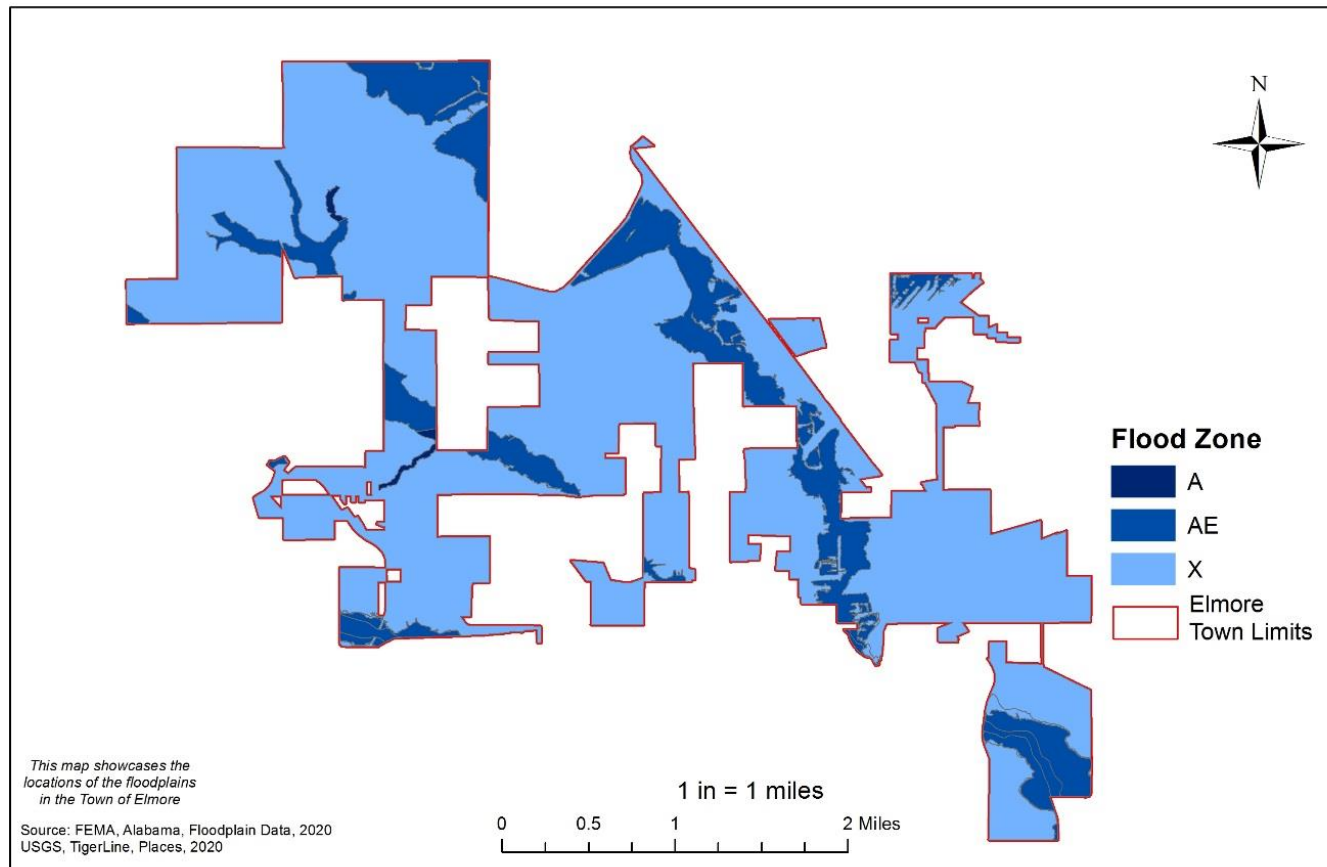 N
Flood Zone
A
AE
X
Elmore
Town Limits
This map showcases the
locations of the floodplains
in the Town of Elmore
Source: FEMA, Alabama, Floodplain Data, 2020
USGS, TigerLine, Places, 2020
1 in = 1 miles
0 0.5 1 2 Miles